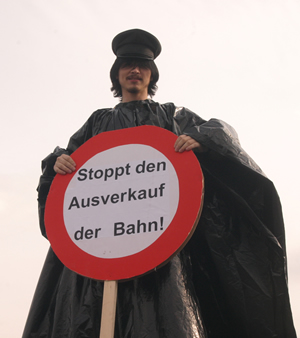 Stoppt den
Ausverkauf
der Bahn!